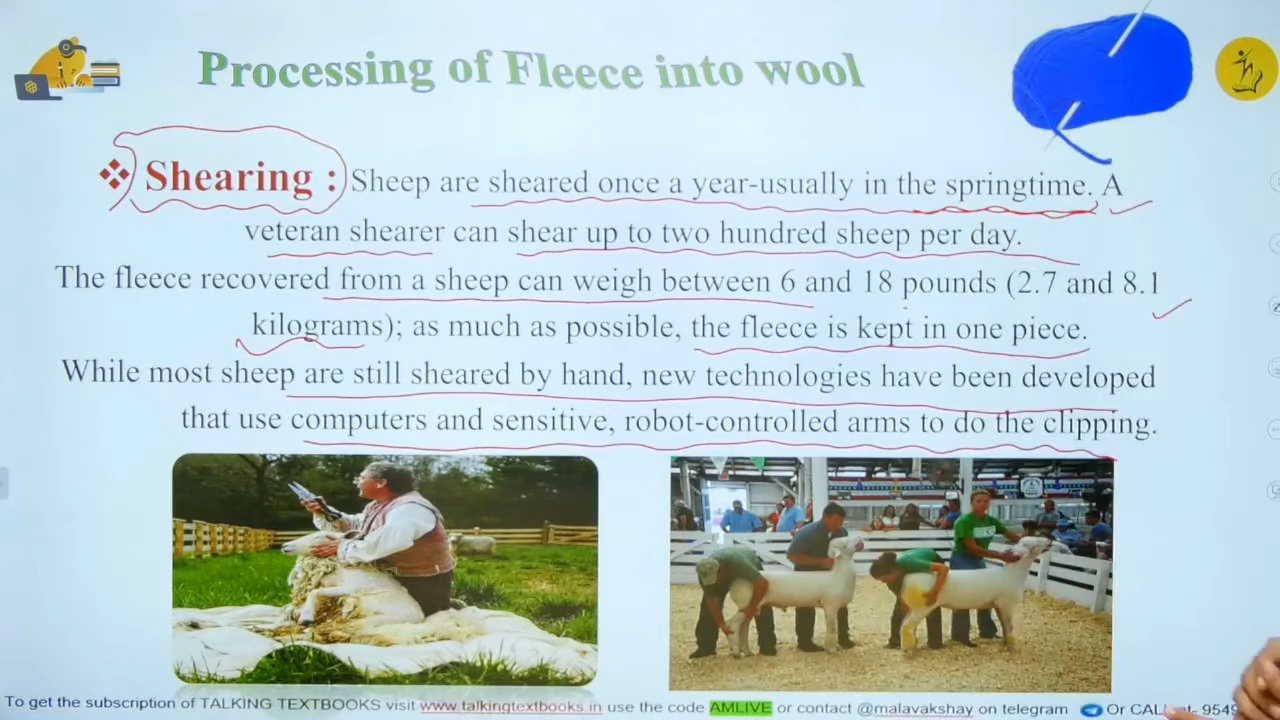 Processing of Fleece into wool
❖ Shearing : Sheep are sheared once a year-usually in the springtime. A
veteran shearer can shear up to two hundred sheep per day.
The fleece recovered from a sheep can weigh between 6 and 18 pounds (2.7 and 8.1
kilograms); as much as possible, the fleece is kept in one piece.
While most sheep are still sheared by hand, new technologies have been developed
that use computers and sensitive, robot-controlled arms to do the clipping.
To get the subscription of TALKING TEXTBOOKS visit www.talkingtextbooks.in use the code AMLIVE or contact @malavakshay on telegram Or CALL at- 9549